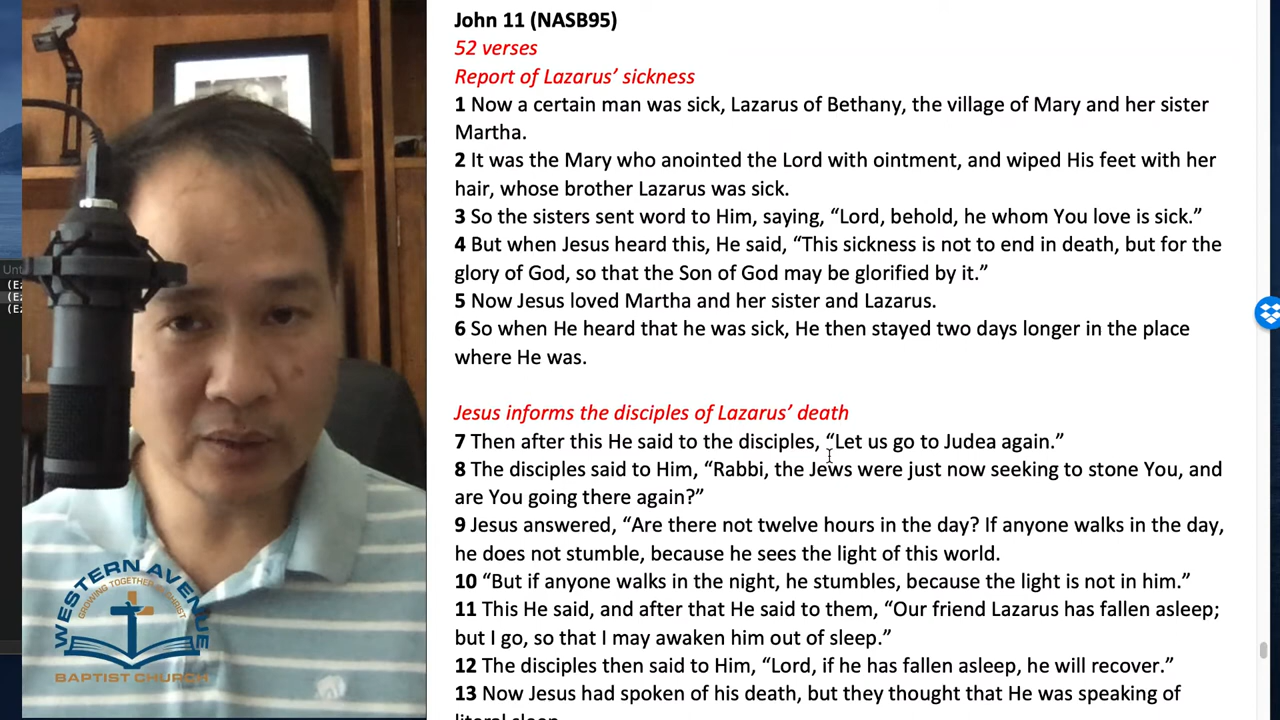 John 11 (NASB95)
52 verses
Report of Lazarus’ sickness
1 Now a certain man was sick, Lazarus of Bethany, the village of Mary and her sister
Martha.
2 It was the Mary who anointed the Lord with ointment, and wiped His feet with her
hair, whose brother Lazarus was sick.
3 So the sisters sent word to Him, saying, “Lord, behold, he whom You love is sick.”
4 But when Jesus heard this, He said, “This sickness is not to end in death, but for the
glory of God, so that the Son of God may be glorified by it.”
5 Now Jesus loved Martha and her sister and Lazarus.
6 So when He heard that he was sick, He then stayed two days longer in the place
where He was.
Jesus informs the disciples of Lazarus’ death
7 Then after this He said to the disciples, “Let us go to Judea again.”
8 The disciples said to Him, “Rabbi, the Jews were just now seeking to stone You, and
are You going there again?”
9 Jesus answered, “Are there not twelve hours in the day? If anyone walks in the day,
he does not stumble, because he sees the light of this world.
10 “But if anyone walks in the night, he stumbles, because the light is not in him.”
11 This He said, and after that He said to them, “Our friend Lazarus has fallen asleep;
but I go, so that I may awaken him out of sleep.”
12 The disciples then said to Him, “Lord, if he has fallen asleep, he will recover.”
13 Now Jesus had spoken of his death, but they thought that He was speaking of
literal sleep.
Unt
(Ez
(Ez
(Ez
WESTERN AVENUE
GROWING TOGETHER IN CHRIST
BAPTIST CHURCH